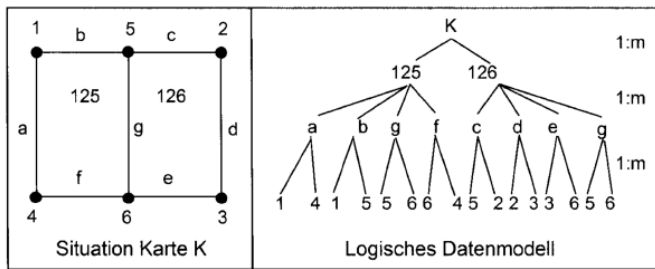 1 b 5 c 2
125 126
a g d
f e
4 6 3
Situation Karte K
K
1:m
125 126
1:m
a b g f c d e g
1:m
1 4 1 5 5 6 6 4 5 2 2 3 3 6 5 6
Logisches Datenmodell